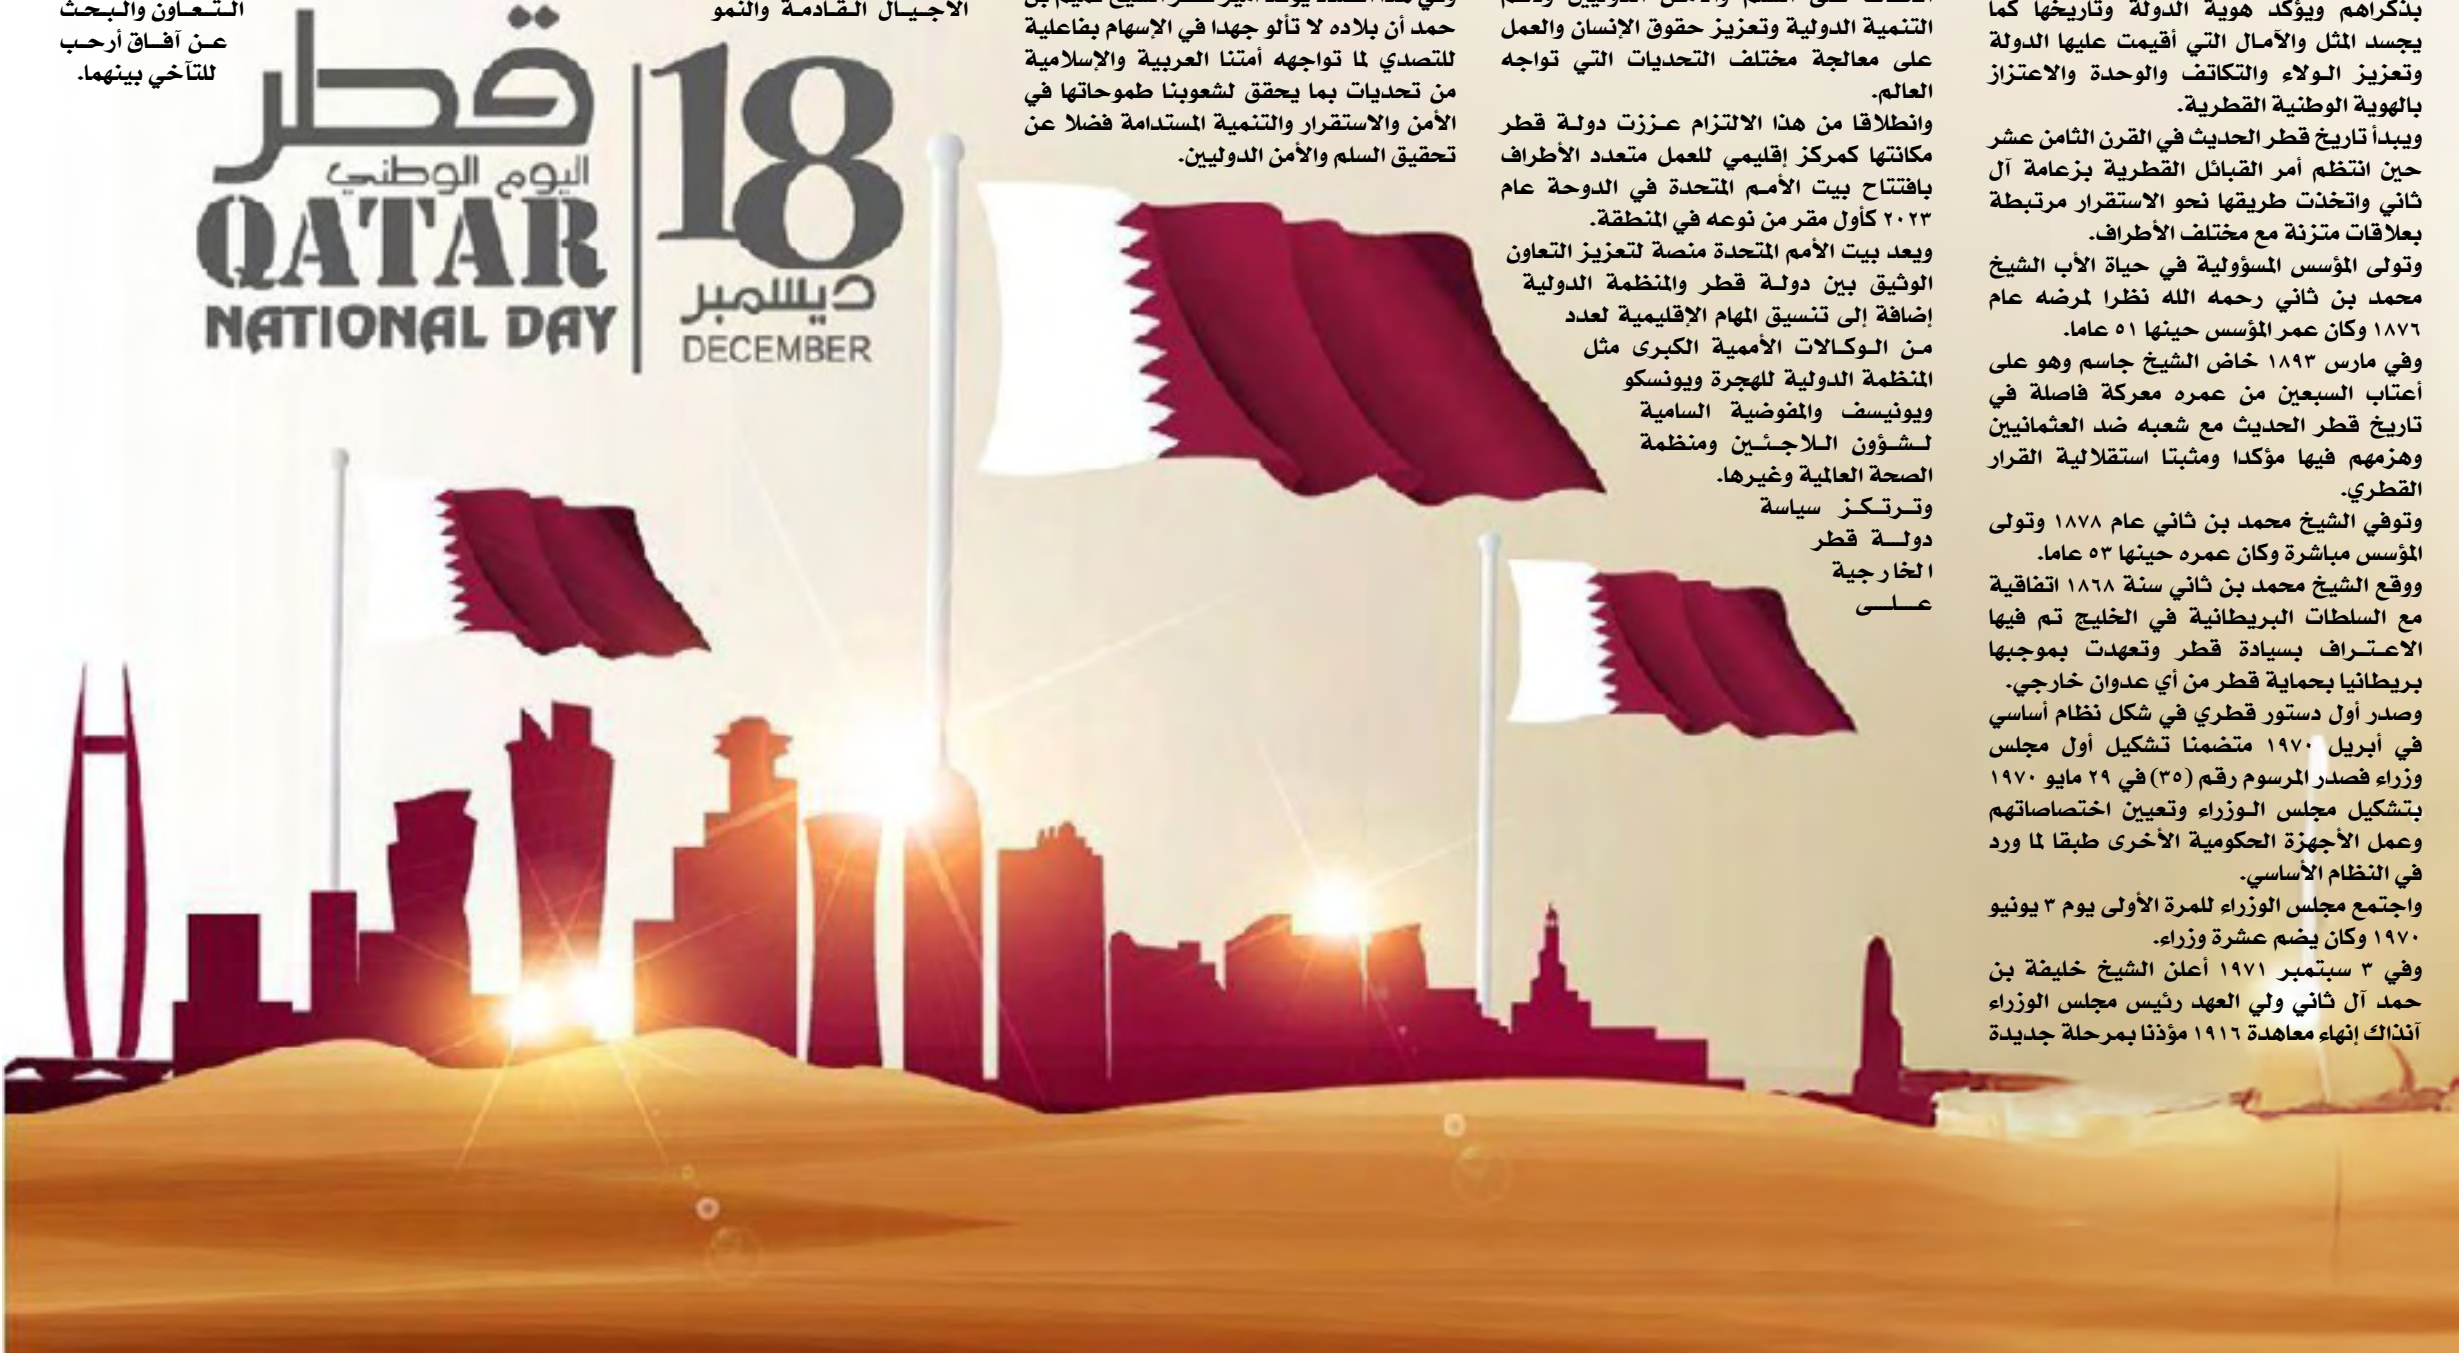 بذكراهم ويؤكد هوية الدولة وتاريخها كما
يجسد المثل والآمال التي أقيمت عليها الدولة
وتعزيز الولاء والتكاتف والوحدة والاعتزاز
بالهوية الوطنية القطرية.
ويبدأ تاريخ قطر الحديث في القرن الثامن عشر
حين انتظم أمر القبائل القطرية بزعامة آل
ثاني واتخذت طريقها نحو الاستقرار مرتبطة
بعلاقات متزنة مع مختلف الأطراف.
وتولى المؤسس المسؤولية في حياة الأب الشيخ
محمد بن ثاني رحمه الله نظرا لمرضه عام
١٨٧٦ وكان عمر المؤسس حينها ٥١ عاما.
وفي مارس ١٨٩٣ خاض الشيخ جاسم وهو على
أعتاب السبعين من عمره معركة فاصلة في
تاريخ قطر الحديث مع شعبه ضد العثمانيين
وهزمهم فيها مؤكدا ومثبتا استقلالية القرار
القطري.
وتوفي الشيخ محمد بن ثاني عام ١٨٧٨ وتولى
المؤسس مباشرة وكان عمره حينها ٥٣ عاما.
ووقع الشيخ محمد بن ثاني سنة ١٨٦٨ اتفاقية
مع السلطات البريطانية في الخليج تم فيها
الاعتراف بسيادة قطر وتعهدت بموجبها
بريطانيا بحماية قطر من أي عدوان خارجي.
وصدر أول دستور قطري في شكل نظام أساسي
في أبريل ١٩٧٠ متضمنا تشكيل أول مجلس
وزراء فصدر المرسوم رقم (٣٥) في ٢٩ مايو ١٩٧٠
بتشكيل مجلس الوزراء وتعيين اختصاصاتهم
وعمل الأجهزة الحكومية الأخرى طبقا لما ورد
في النظام الأساسي.
واجتمع مجلس الوزراء للمرة الأولى يوم ٣ يونيو
١٩٧٠ وكان يضم عشرة وزراء.
وفي ٣ سبتمبر ١٩٧١ أعلن الشيخ خليفة بن
حمد آل ثاني ولي العهد رئيس مجلس الوزراء
آنذاك إنهاء معاهدة ١٩١٦ مؤذنا بمرحلة جديدة
التنمية الدولية وتعزيز حقوق الإنسان والعمل
على معالجة مختلف التحديات التي تواجه
العالم.
وانطلاقا من هذا الالتزام عززت دولة قطر
مكانتها كمركز إقليمي للعمل متعدد الأطراف
بافتتاح بيت الأمم المتحدة في الدوحة عام
٢٠٢٣ كأول مقر من نوعه في المنطقة.
ويعد بيت الأمم المتحدة منصة لتعزيز التعاون
الوثيق بين دولة قطر والمنظمة الدولية
إضافة إلى تنسيق المهام الإقليمية لعدد
من الوكالات الأممية الكبرى مثل
المنظمة الدولية للهجرة ويونسكو
ويونيسف والمفوضية السامية
لشؤون اللاجئين ومنظمة
الصحة العالمية وغيرها.
وترتكز سياسة
دولة قطر
الخارجية
على
حمد أن بلاده لا تألو جهدا في الإسهام بفاعلية
للتصدي لما تواجهه أمتنا العربية والإسلامية
من تحديات بما يحقق لشعوبنا طموحاتها في
الأمن والاستقرار والتنمية المستدامة فضلا عن
تحقيق السلم والأمن الدوليين.
الأجيال القادمة والنمو
التعاون والبحث
عن آفاق أرحب
للتآخي بينهما.
قطر
اليوم الوطني
QATAR
NATIONAL DAY
18
ديسمبر
DECEMBER